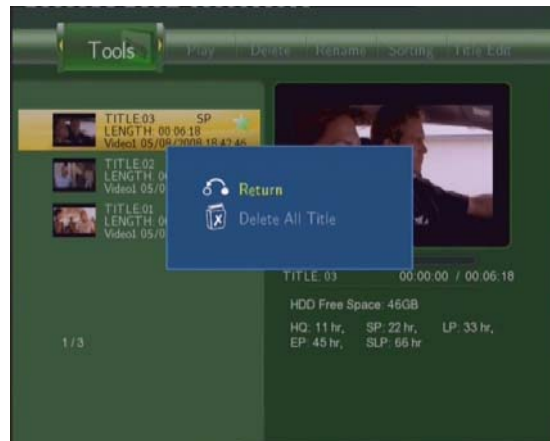 Tools Play Delete Rename Sorting Title Edit
TITLE:03 SP
LENGTH: 00:06:18
Video1 05/08/2008 18:42:46
TITLE:02
LENGTH: 00
Video1 05/0
TITLE:01
LENGTH: 00
Video1 05/0
Return
Delete All Title
TITLE: 03 00:00:00 / 00:06:18
HDD Free Space: 46GB
HQ: 11 hr, SP: 22 hr, LP: 33 hr,
EP: 45 hr, SLP: 66 hr
1/3